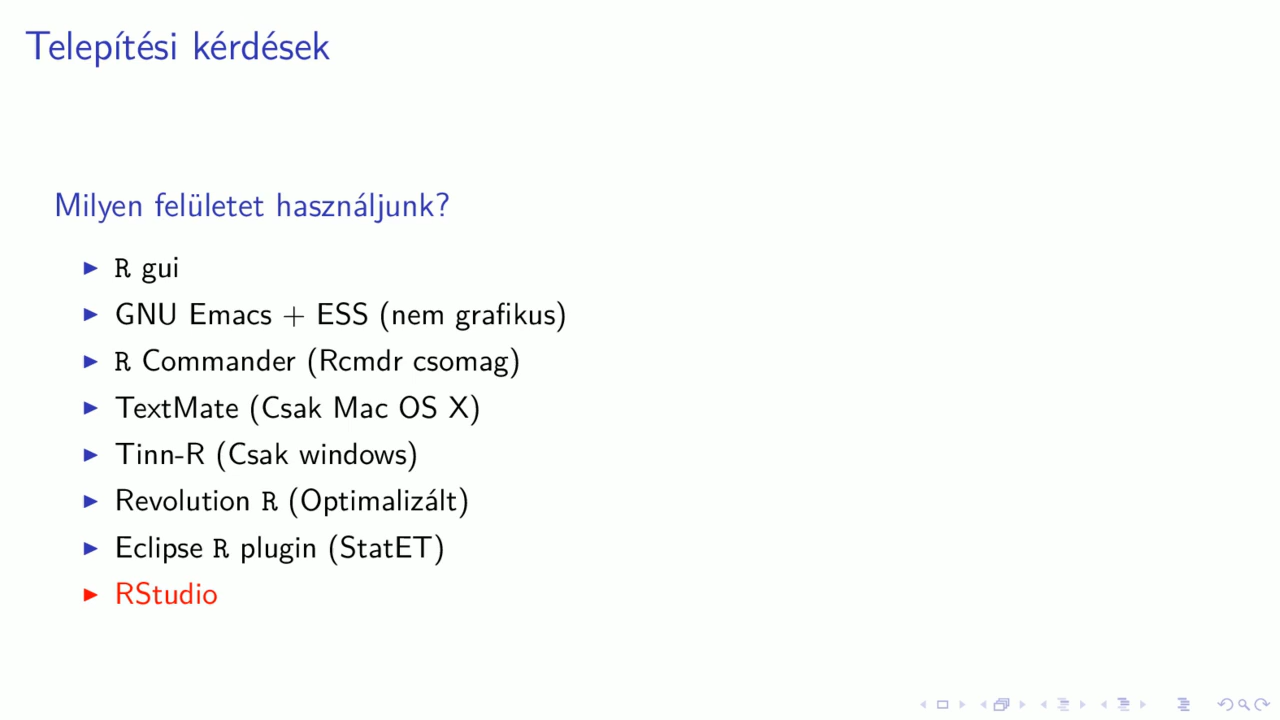 Telepítési kérdések
Milyen felületet használjunk?
R gui
GNU Emacs + ESS (nem grafikus)
R Commander (Rcmdr csomag)
TextMate (Csak Mac OS X)
Tinn-R (Csak windows)
Revolution R (Optimalizált)
Eclipse R plugin (StatET)
RStudio